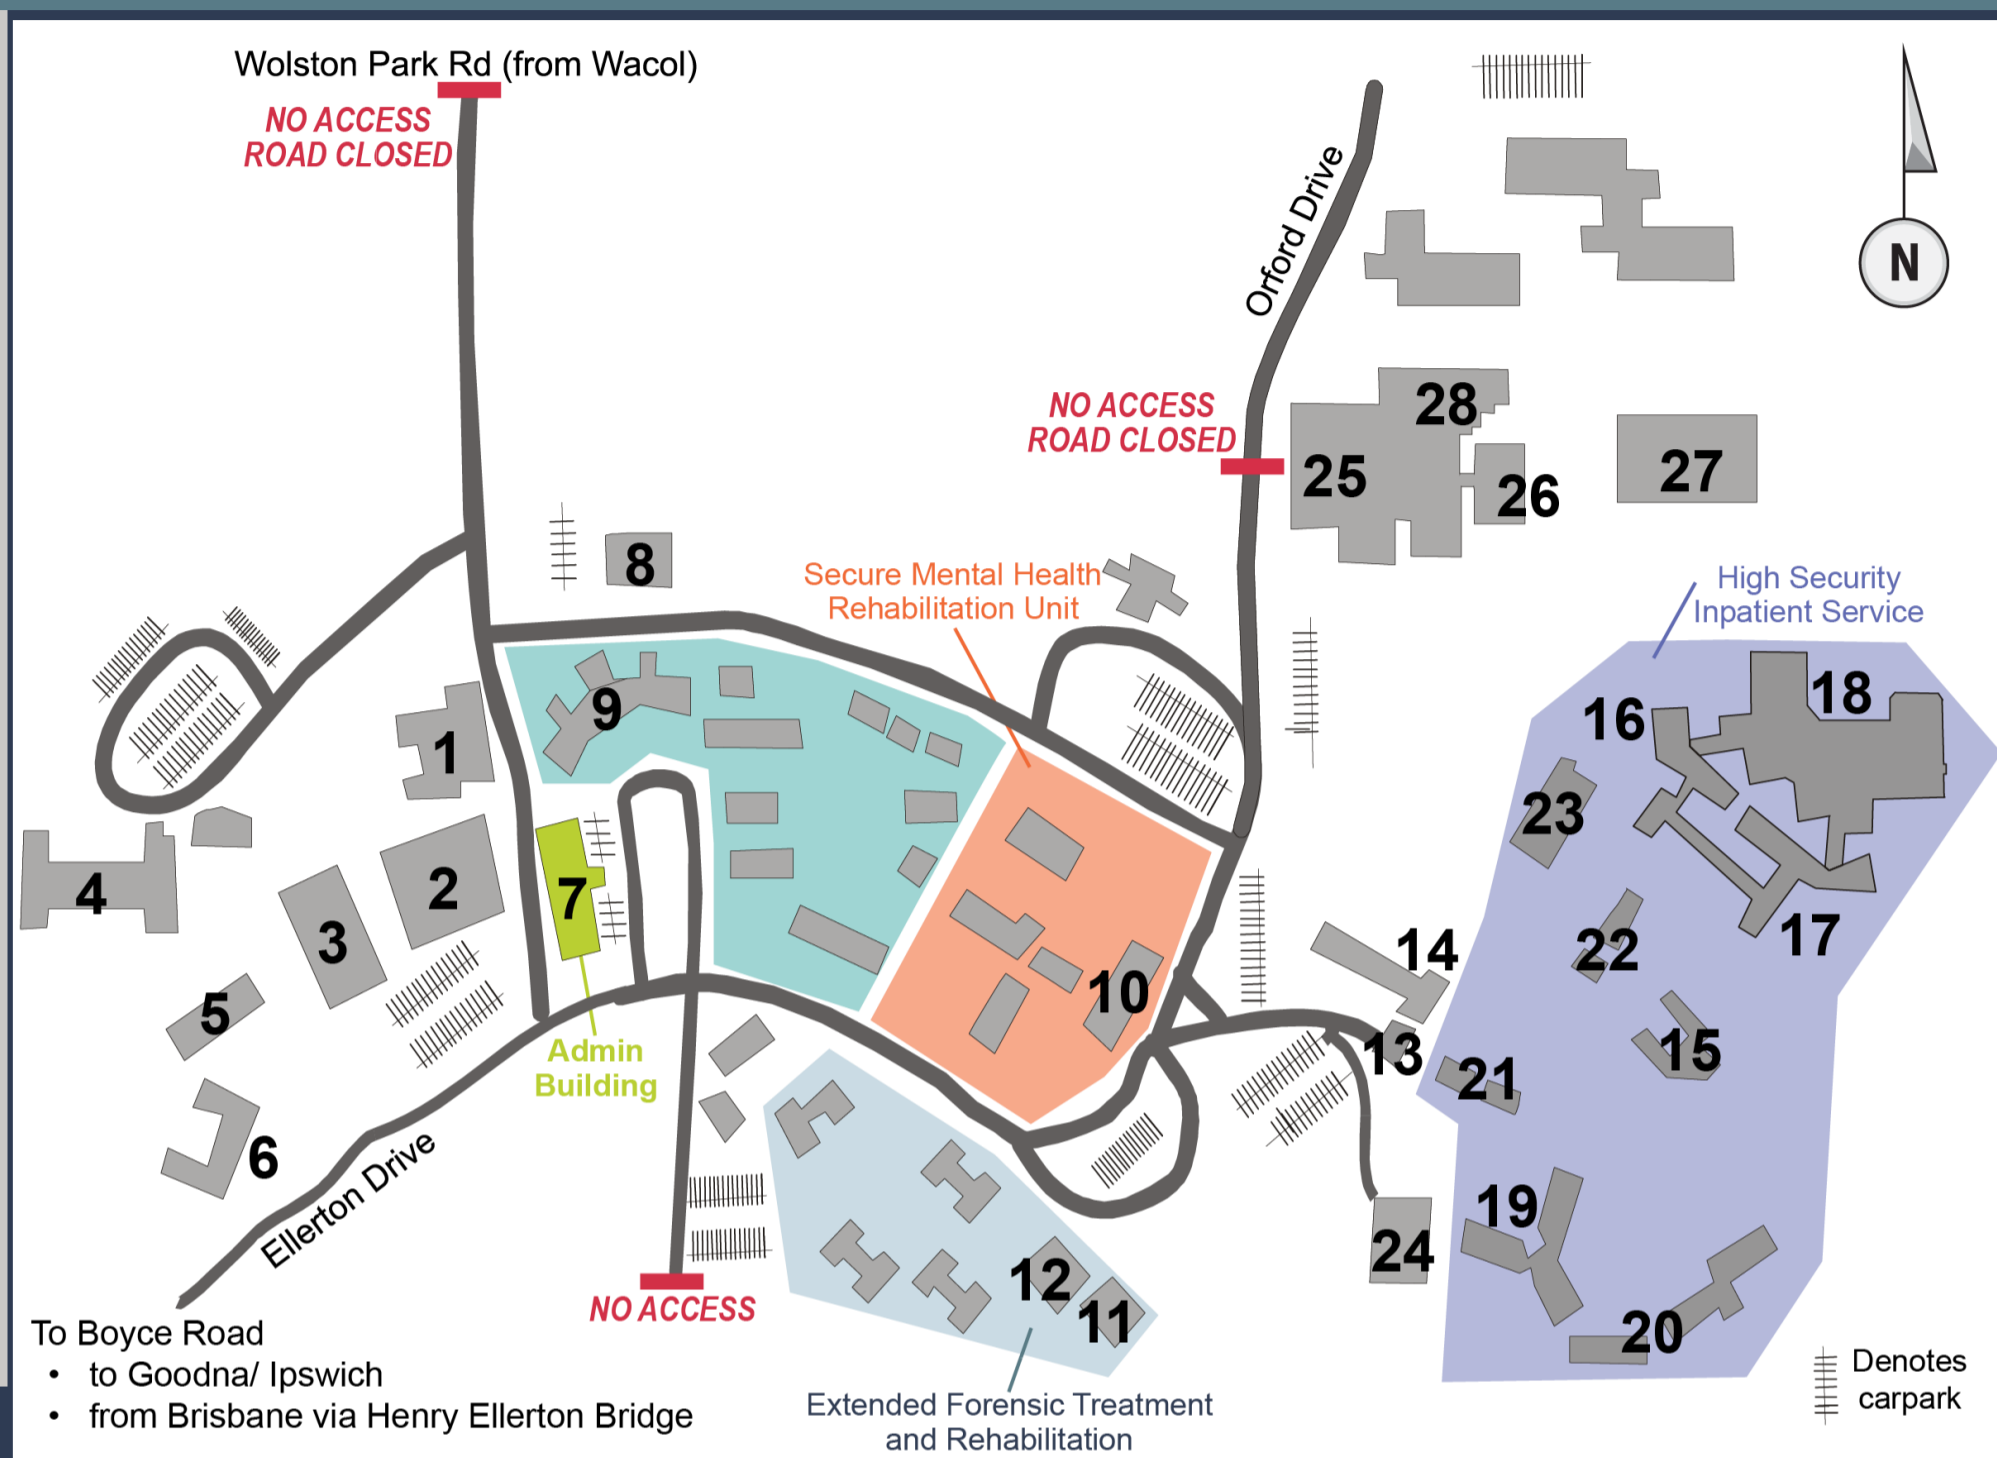 Wolston Park Rd (from Wacol)
NO ACCESS
ROAD CLOSED
Orford Drive
N
NO ACCESS
ROAD CLOSED
28
25
26
27
8
Secure Mental Health
Rehabilitation Unit
High Security
Inpatient Service
9
1
16
18
23
4
2
7
3
5
10
14
22
17
13
15
21
Admin
Building
6
Ellerton Drive
19
24
12
11
20
NO ACCESS
To Boyce Road
• to Goodna/ Ipswich
• from Brisbane via Henry Ellerton Bridge
Extended Forensic Treatment
and Rehabilitation
Denotes
carpark